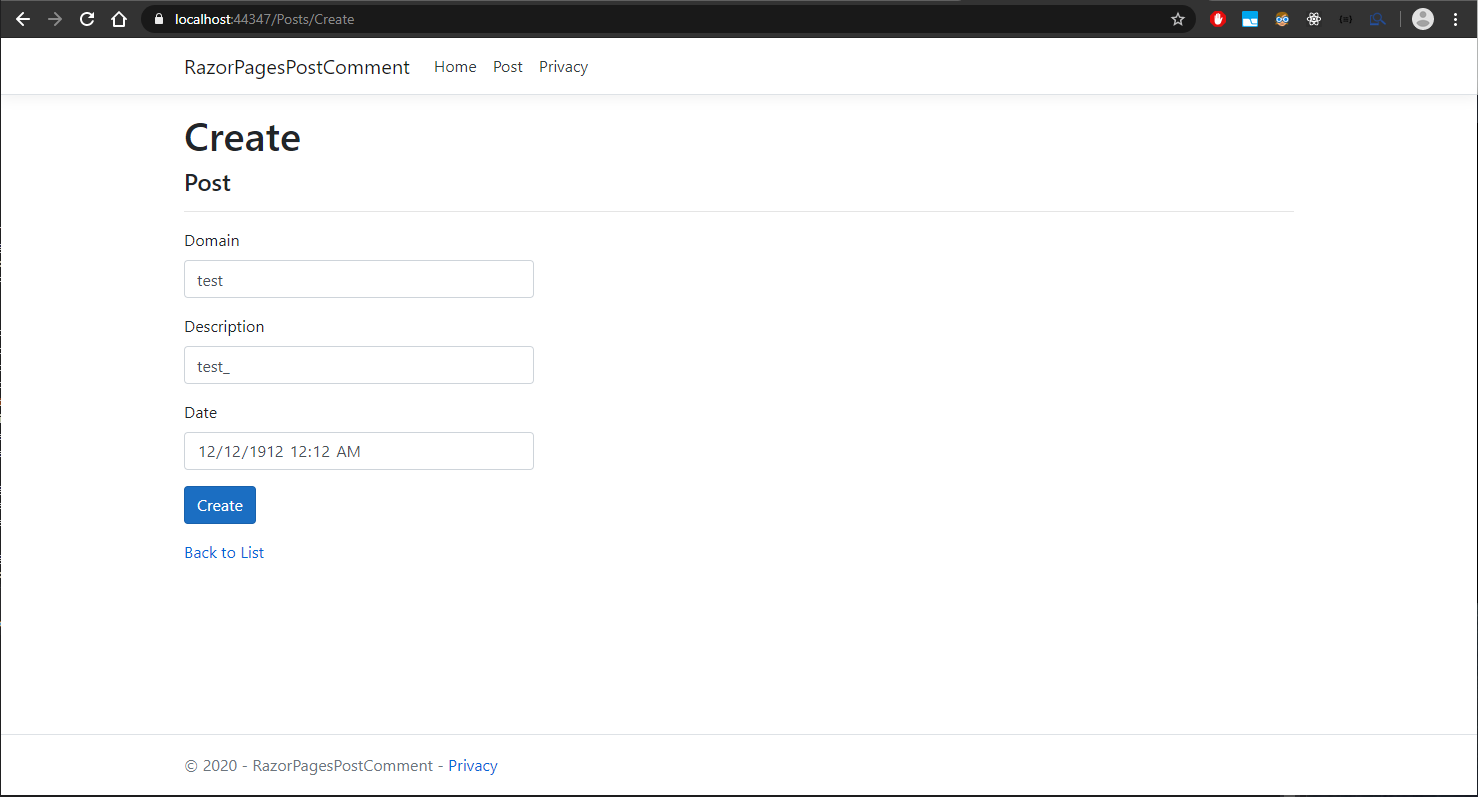 localhost:44347/Posts/Create
RazorPagesPostComment Home Post Privacy
Create
Post
Domain
test
Description
test_
Date
12/12/1912 12:12 AM
Create
Back to List
© 2020 - RazorPagesPostComment - Privacy